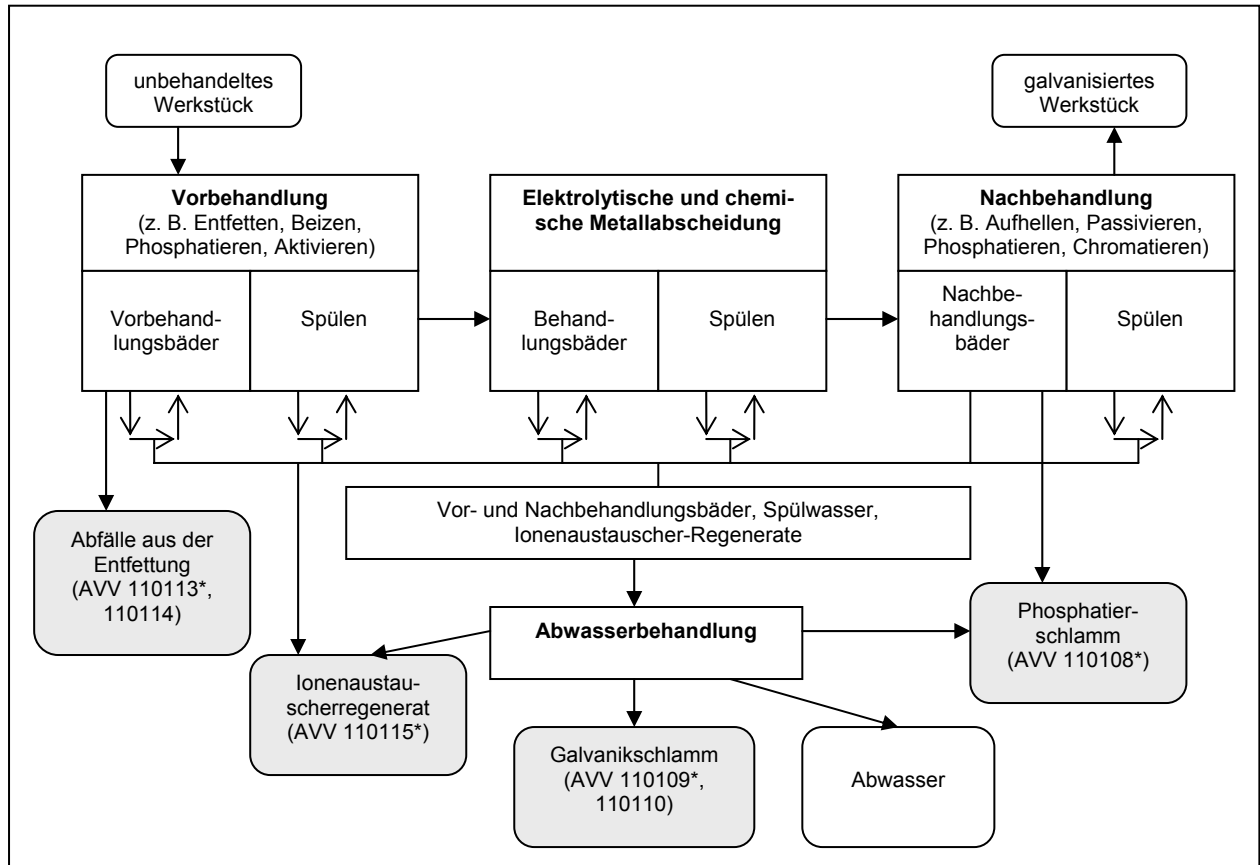 unbehandeltes
Werkstück
galvanisiertes
Werkstück
Vorbehandlung
(z. B. Entfetten, Beizen,
Phosphatieren, Aktivieren)
Elektrolytische und chemi-
sche Metallabscheidung
Nachbehandlung
(z. B. Aufhellen, Passivieren,
Phosphatieren, Chromatieren)
Vorbehand-
lungsbäder
Spülen
Behand-
lungsbäder
Spülen
Nachbe-
handlungs-
bäder
Spülen
Vor- und Nachbehandlungsbäder, Spülwasser,
Ionenaustauscher-Regenerate
Abfälle aus der
Entfettung
(AVV 110113*,
110114)
Abwasserbehandlung
Phosphatier-
schlamm
(AVV 110108*)
Ionenaustau-
scherregenerat
(AVV 110115*)
Galvanikschlamm
(AVV 110109*,
110110)
Abwasser